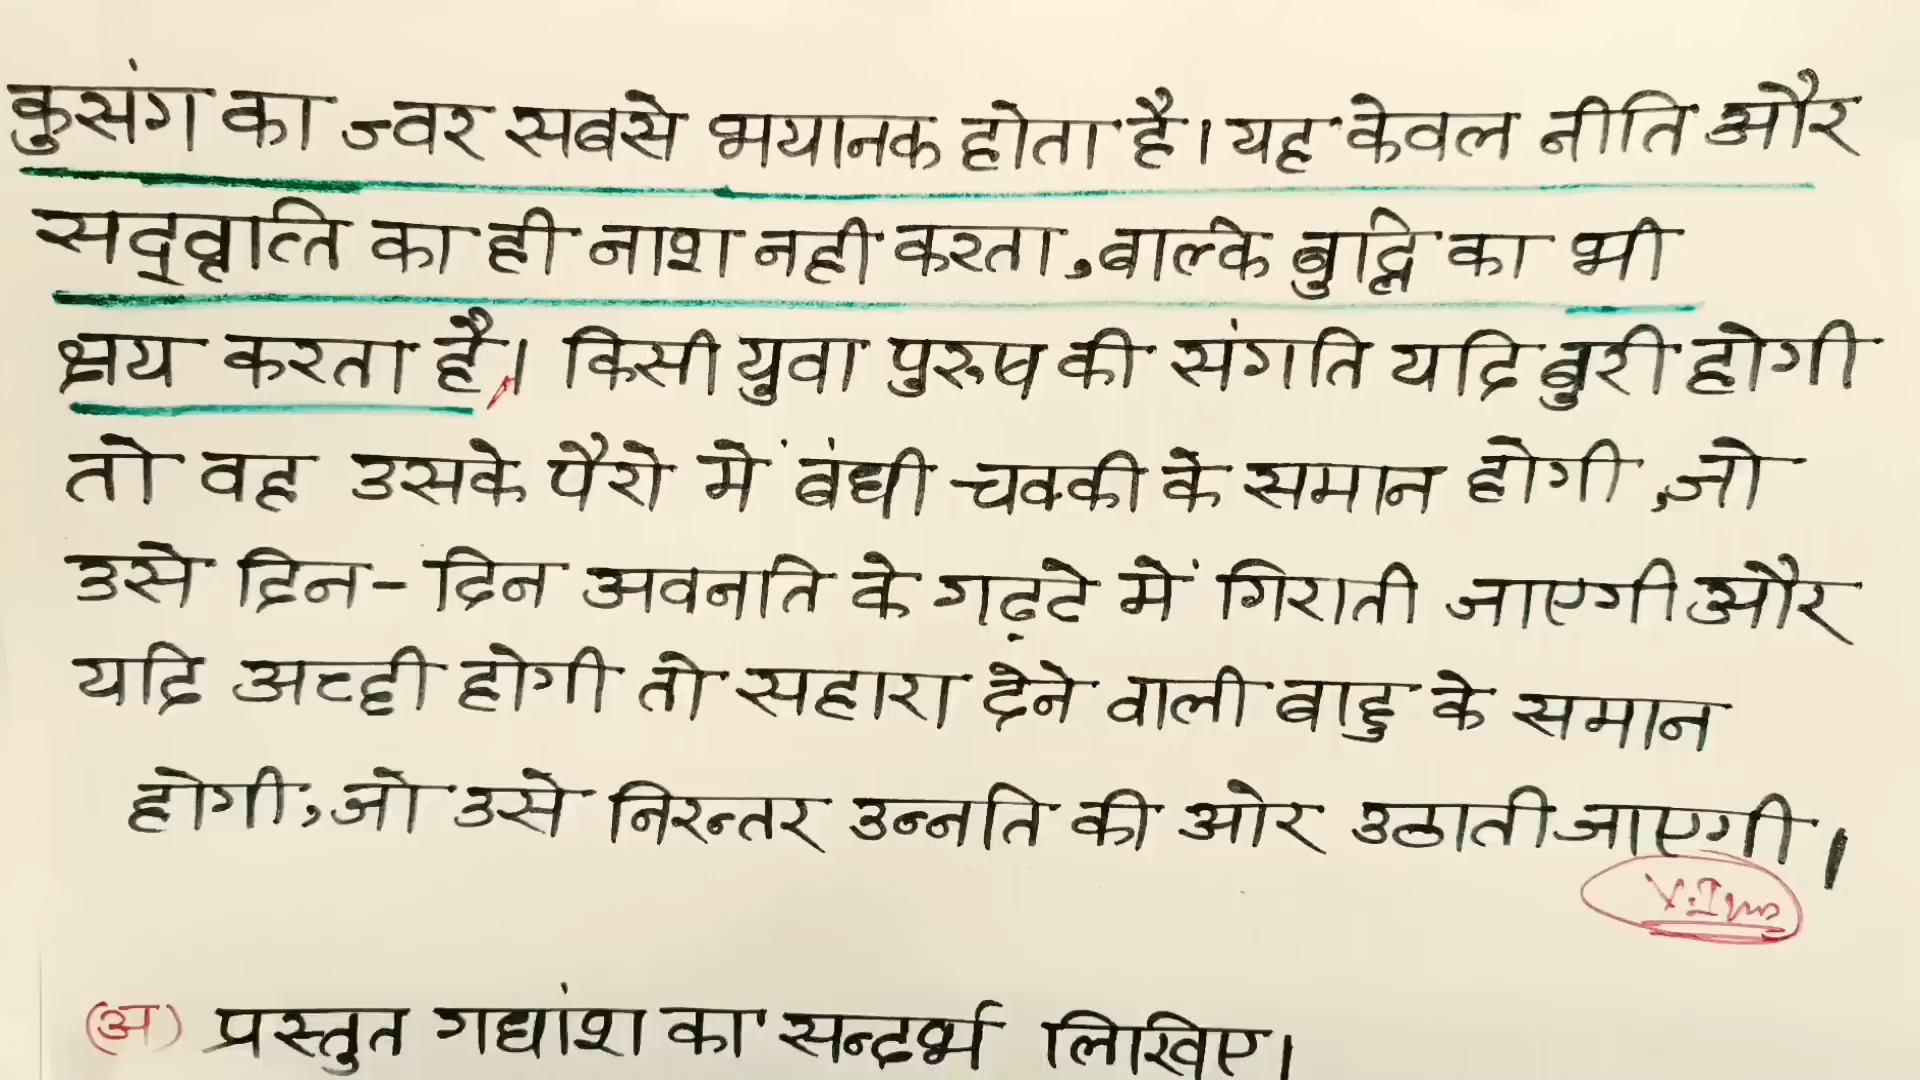 कुसंग का ज्वर सबसे भयानक होता है। यह केवल नीति और
सद्वृत्ति का ही नाश नही करता, बल्कि बुद्धि का भी
क्षय करता है। किसी युवा पुरुष की संगति यदि बुरी होगी
तो वह उसके पैरो में बंधी चक्की के समान होगी, जो
उसे दिन-दिन अवनति के गढ़टे में गिराती जाएगी और
यदि अच्छी होगी तो सहारा देने वाली बाहु के समान
होगी, जो उसे निरन्तर उन्नति की ओर उठाती जाएगी।
V.Imp
(अ) प्रस्तुत गद्यांश का सन्दर्भ लिखिए।